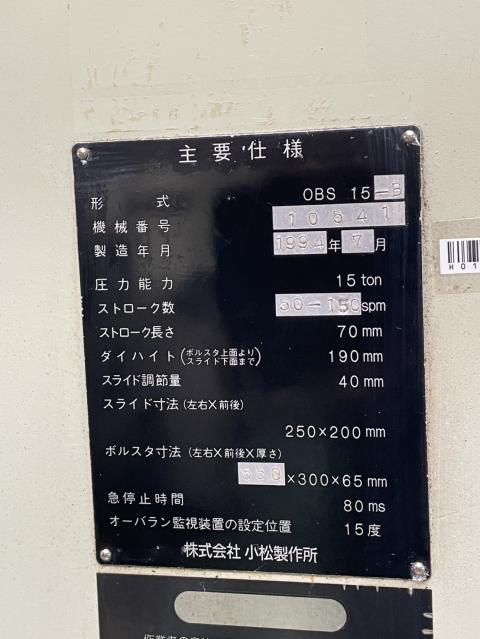 主要仕様
形式 OBS 15-B
機械番号 10541
製造年月 1994年7月
圧力能力 15 ton
ストローク数 50-150spm
ストローク長さ 70 mm
ダイハイト(ボルスタ上面より スライド下面まで) 190 mm
スライド調節量 40 mm
スライド寸法(左右×前後)
250×200 mm
ボルスタ寸法(左右×前後×厚さ)
550×300×65 mm
急停止時間 80 ms
オーバラン監視装置の設定位置 15度
株式会社 小松製作所
H01